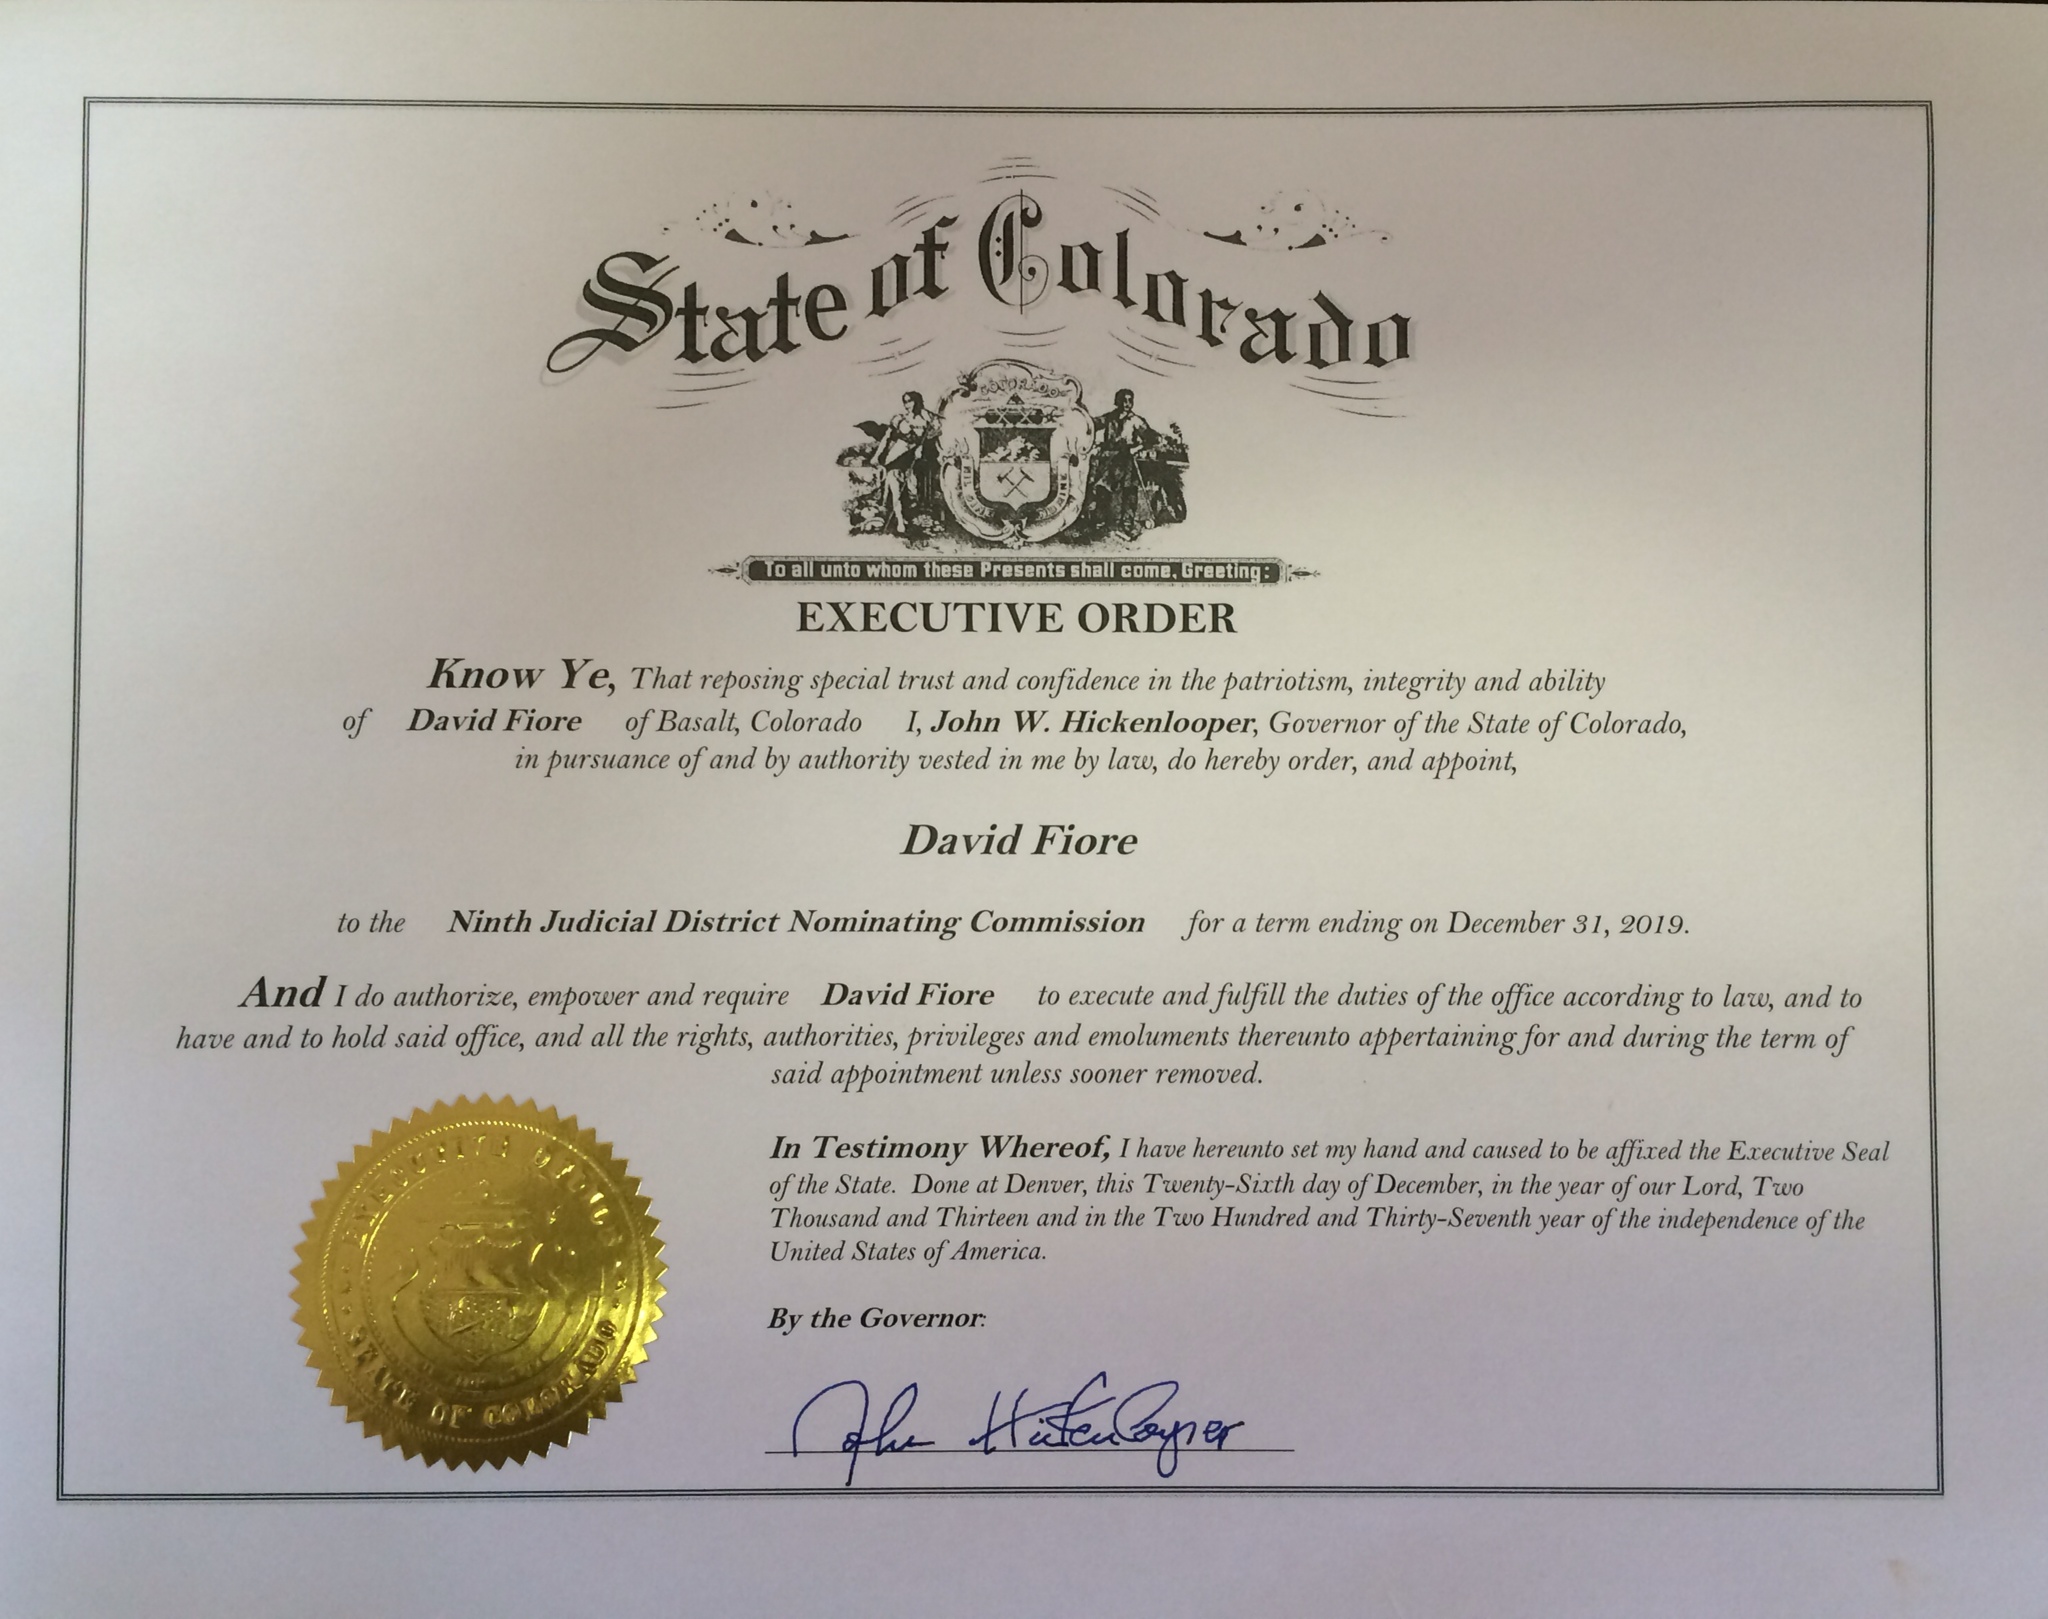 State of Colorado
COLORADO
To all unto whom these Presents shall come, Greeting:
EXECUTIVE ORDER
Know Ye, That reposing special trust and confidence in the patriotism, integrity and ability
of David Fiore of Basalt, Colorado I, John W. Hickenlooper, Governor of the State of Colorado,
in pursuance of and by authority vested in me by law, do hereby order, and appoint,
David Fiore
to the Ninth Judicial District Nominating Commission for a term ending on December 31, 2019.
And I do authorize, empower and require David Fiore to execute and fulfill the duties of the office according to law, and to
have and to hold said office, and all the rights, authorities, privileges and emoluments thereunto appertaining for and during the term of
said appointment unless sooner removed.
In Testimony Whereof, I have hereunto set my hand and caused to be affixed the Executive Seal
of the State. Done at Denver, this Twenty-Sixth day of December, in the year of our Lord, Two
Thousand and Thirteen and in the Two Hundred and Thirty-Seventh year of the independence of the
United States of America.
By the Governor:
John Hickenlooper
EXECUTIVE OFFICE
STATE OF COLORADO